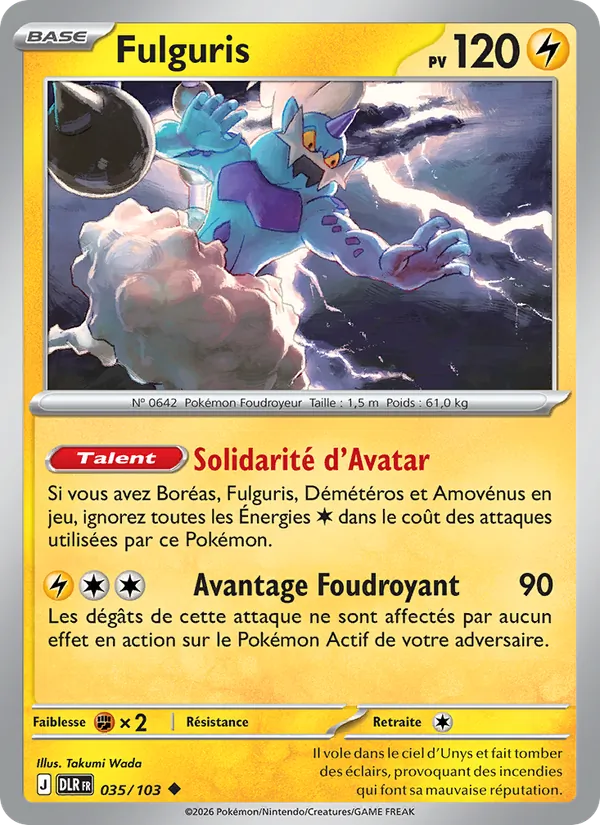 BASE Fulguris PV 120
N° 0642 Pokémon Foudroyeur Taille : 1,5 m Poids : 61,0 kg
Talent Solidarité d'Avatar
Si vous avez Boréas, Fulguris, Démétéros et Amovénus en
jeu, ignorez toutes les Énergies dans le coût des attaques
utilisées par ce Pokémon.
Avantage Foudroyant 90
Les dégâts de cette attaque ne sont affectés par aucun
effet en action sur le Pokémon Actif de votre adversaire.
Faiblesse ×2 Résistance Retraite
Illus. Takumi Wada
J DLR FR 035/103
Il vole dans le ciel d'Unys et fait tomber
des éclairs, provoquant des incendies
qui font sa mauvaise réputation.
©2026 Pokémon/Nintendo/Creatures/GAME FREAK